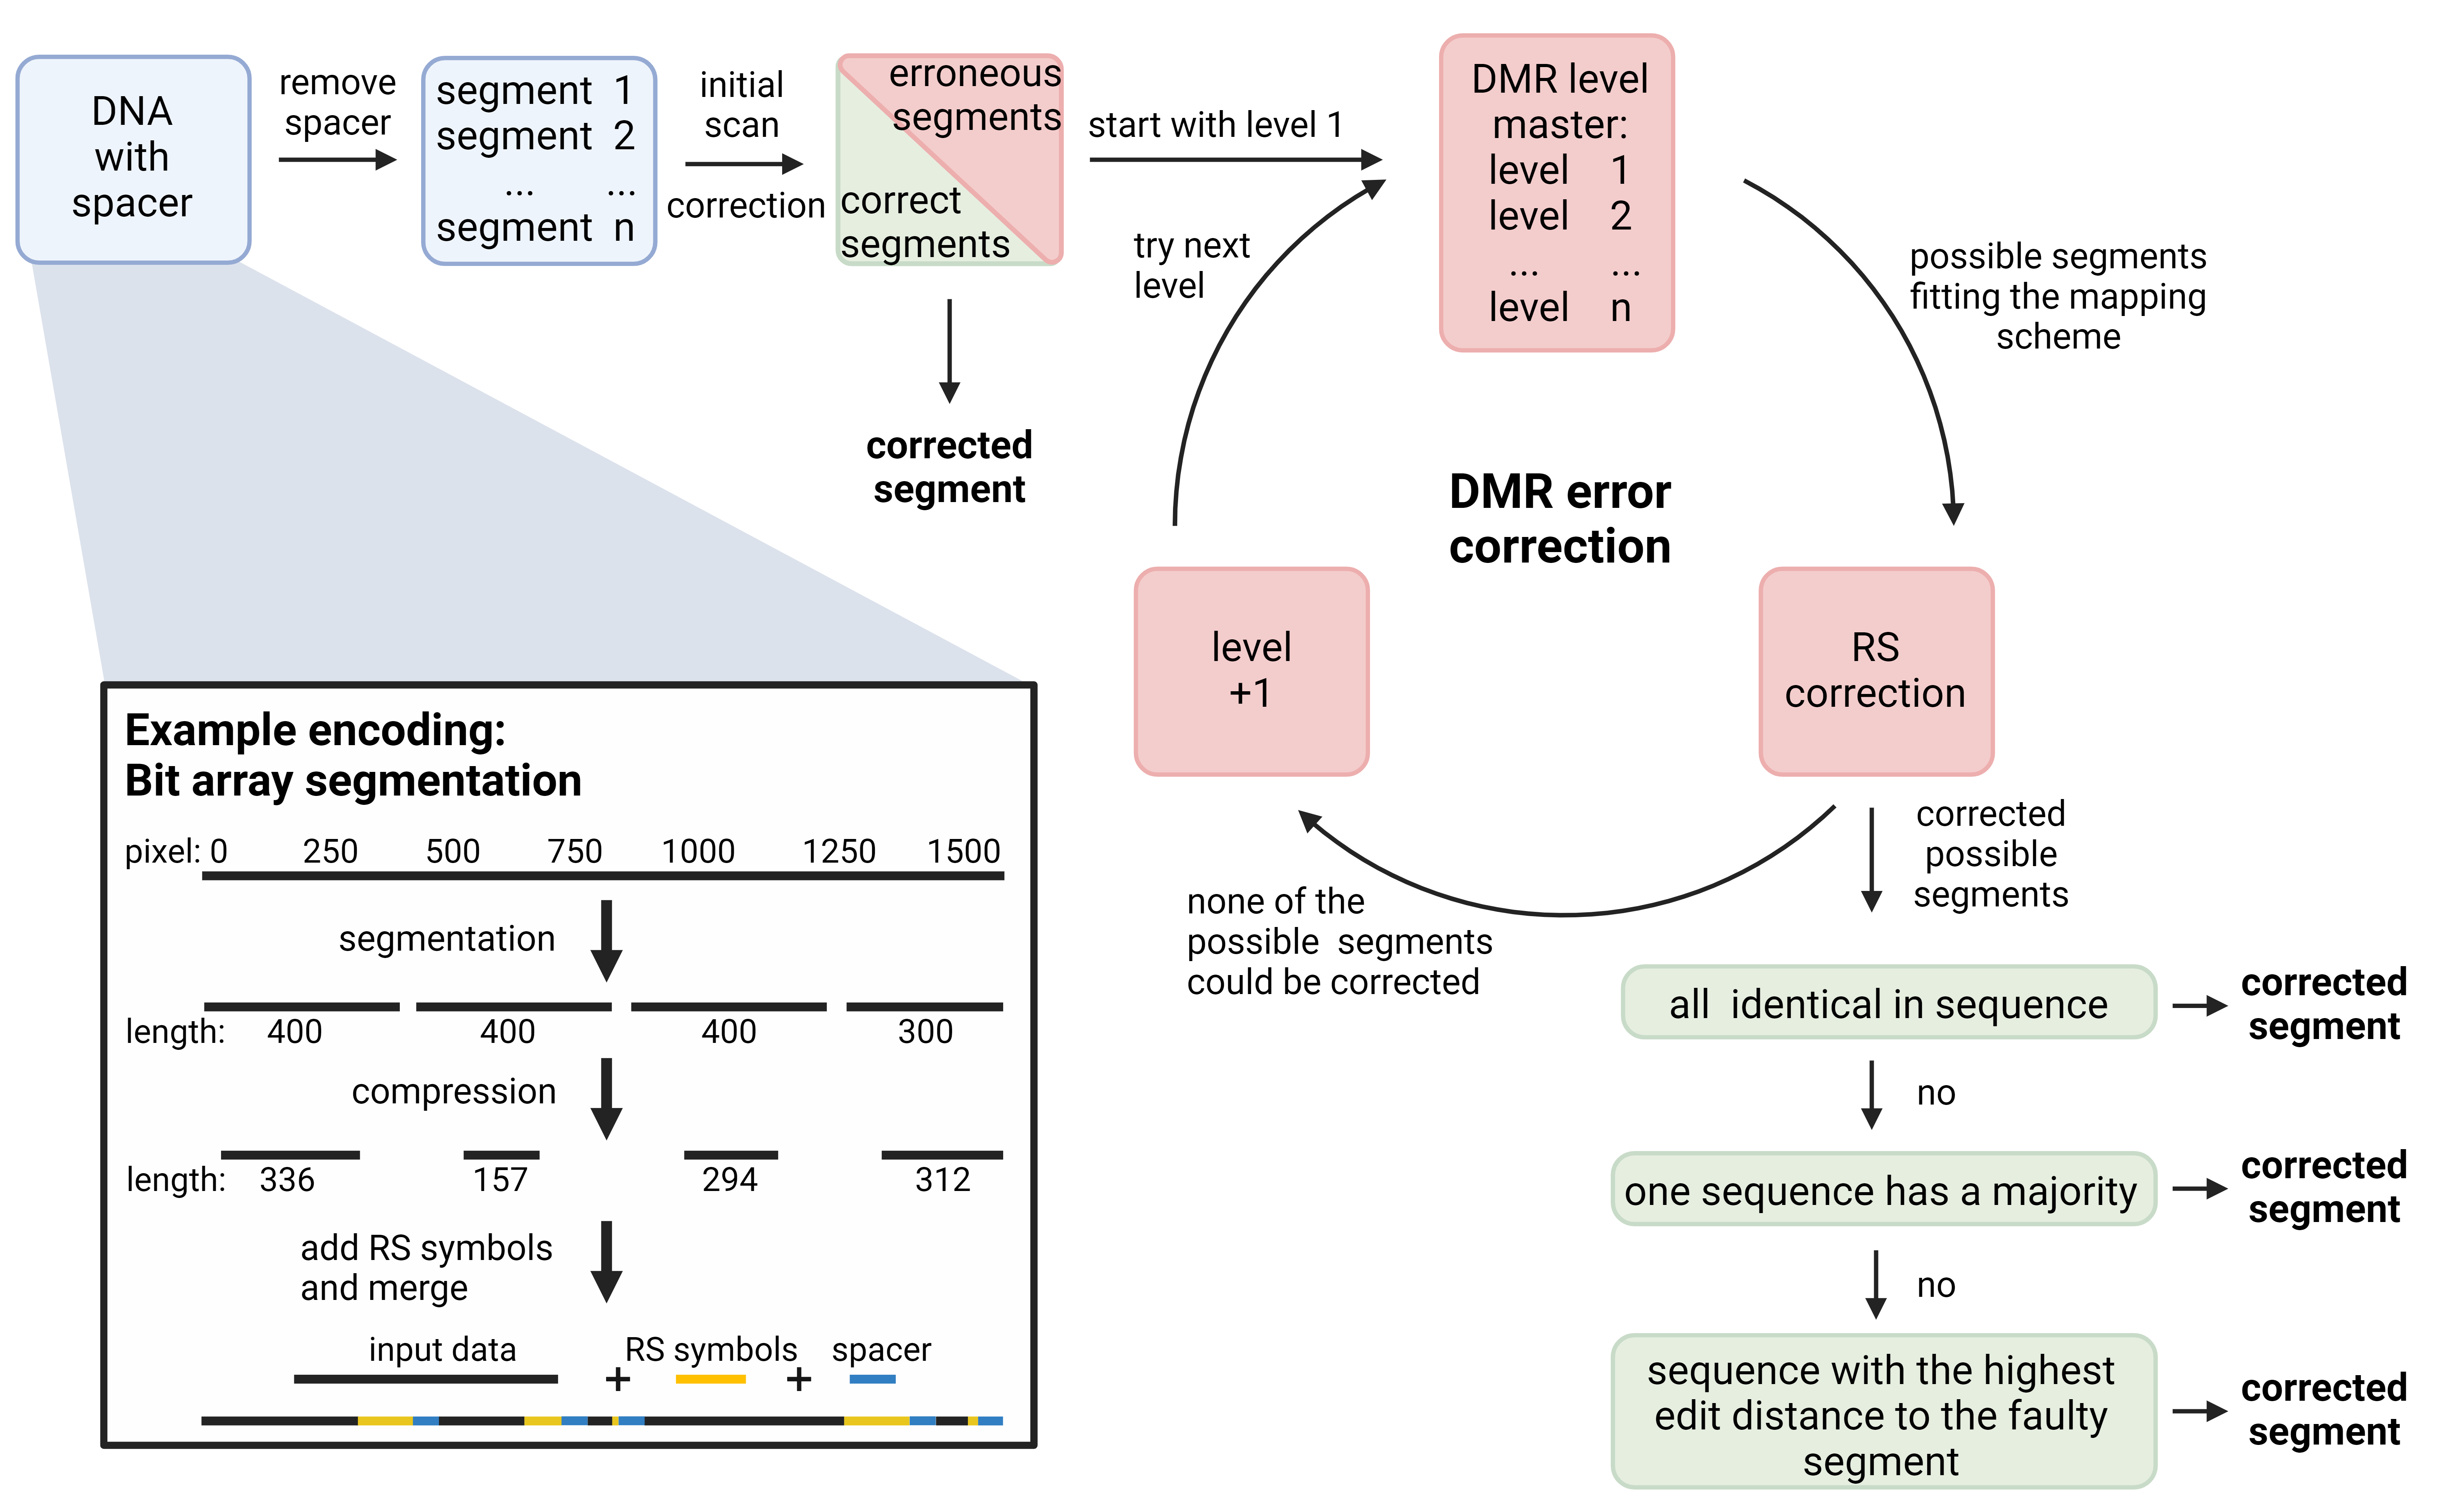 DNA
with
spacer
remove
spacer
segment 1
segment 2
... ...
segment n
initial
scan
correction
erroneous
segments
correct
segments
corrected
segment
start with level 1
try next
level
DMR level
master:
level 1
level 2
... ...
level n
possible segments
fitting the mapping
scheme
DMR error
correction
level
+1
RS
correction
none of the
possible segments
could be corrected
corrected
possible
segments
all identical in sequence
corrected
segment
no
one sequence has a majority
corrected
segment
no
sequence with the highest
edit distance to the faulty
segment
corrected
segment
Example encoding:
Bit array segmentation
pixel: 0 250 500 750 1000 1250 1500
segmentation
length: 400 400 400 300
compression
length: 336 157 294 312
add RS symbols
and merge
input data RS symbols spacer
+ +